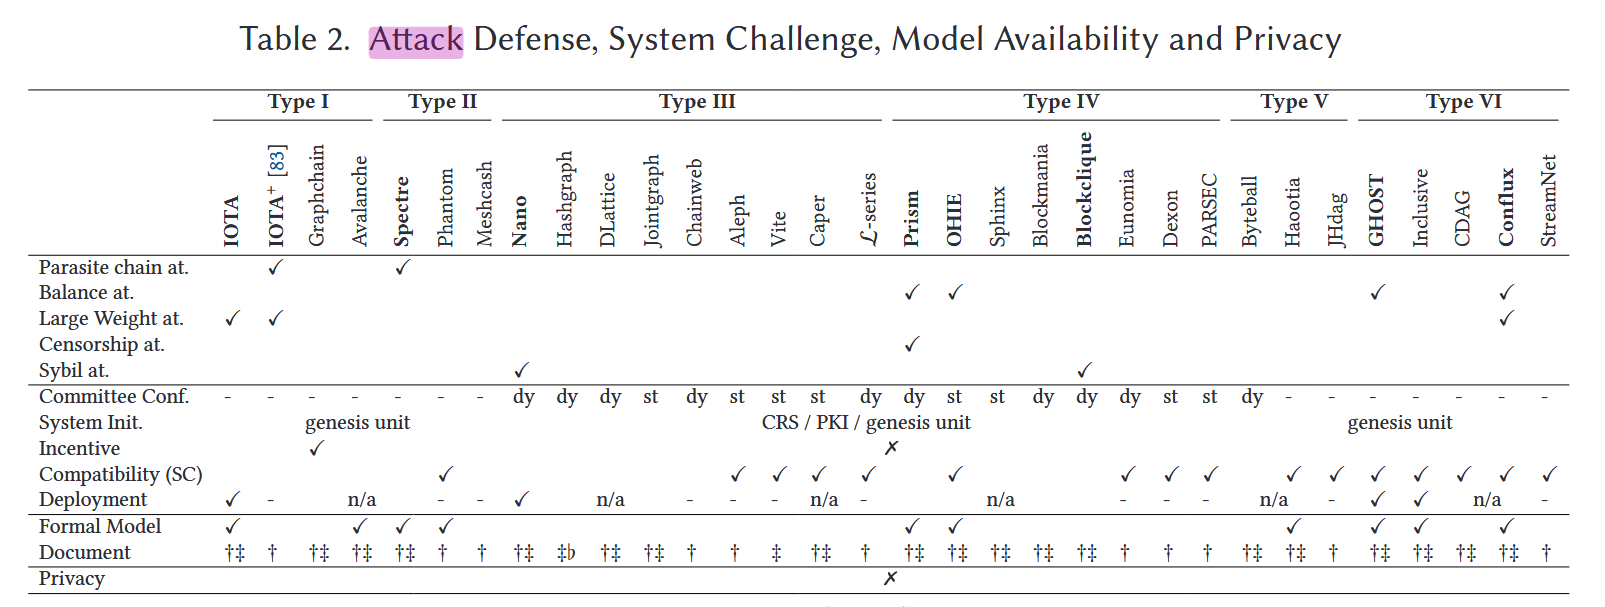 Table 2. Attack Defense, System Challenge, Model Availability and Privacy
Type I Type II Type III Type IV Type V Type VI
IOTA IOTA+ [83] Graphchain Avalanche Spectre Phantom Meshcash Nano Hashgraph DLattice Jointgraph Chainweb Aleph Vite Caper ℒ-series Prism OHIE Sphinx Blockmania Blockclique Eunomia Dexon PARSEC Byteball Haootia JHdag GHOST Inclusive CDAG Conflux StreamNet
Parasite chain at. ✓ ✓
Balance at. ✓ ✓ ✓ ✓
Large Weight at. ✓ ✓ ✓
Censorship at. ✓
Sybil at. ✓ ✓
Committee Conf. - - - - - - - dy dy dy st dy st st st dy dy st st dy dy dy st st dy - - - - - - -
System Init. genesis unit CRS / PKI / genesis unit genesis unit
Incentive ✓ ✗
Compatibility (SC) ✓ ✓ ✓ ✓ ✓ ✓ ✓ ✓ ✓ ✓ ✓ ✓ ✓ ✓ ✓ ✓
Deployment ✓ - n/a - - ✓ n/a - - n/a - n/a - - - n/a - ✓ ✓ n/a -
Formal Model ✓ ✓ ✓ ✓ ✓ ✓ ✓ ✓ ✓ ✓
Document †‡ † †‡ †‡ †‡ † † †‡ ‡♭ †‡ †‡ † † ‡ †‡ † †‡ †‡ †‡ †‡ †‡ † † † †‡ †‡ † †‡ †‡ †‡ †‡ †
Privacy ✗